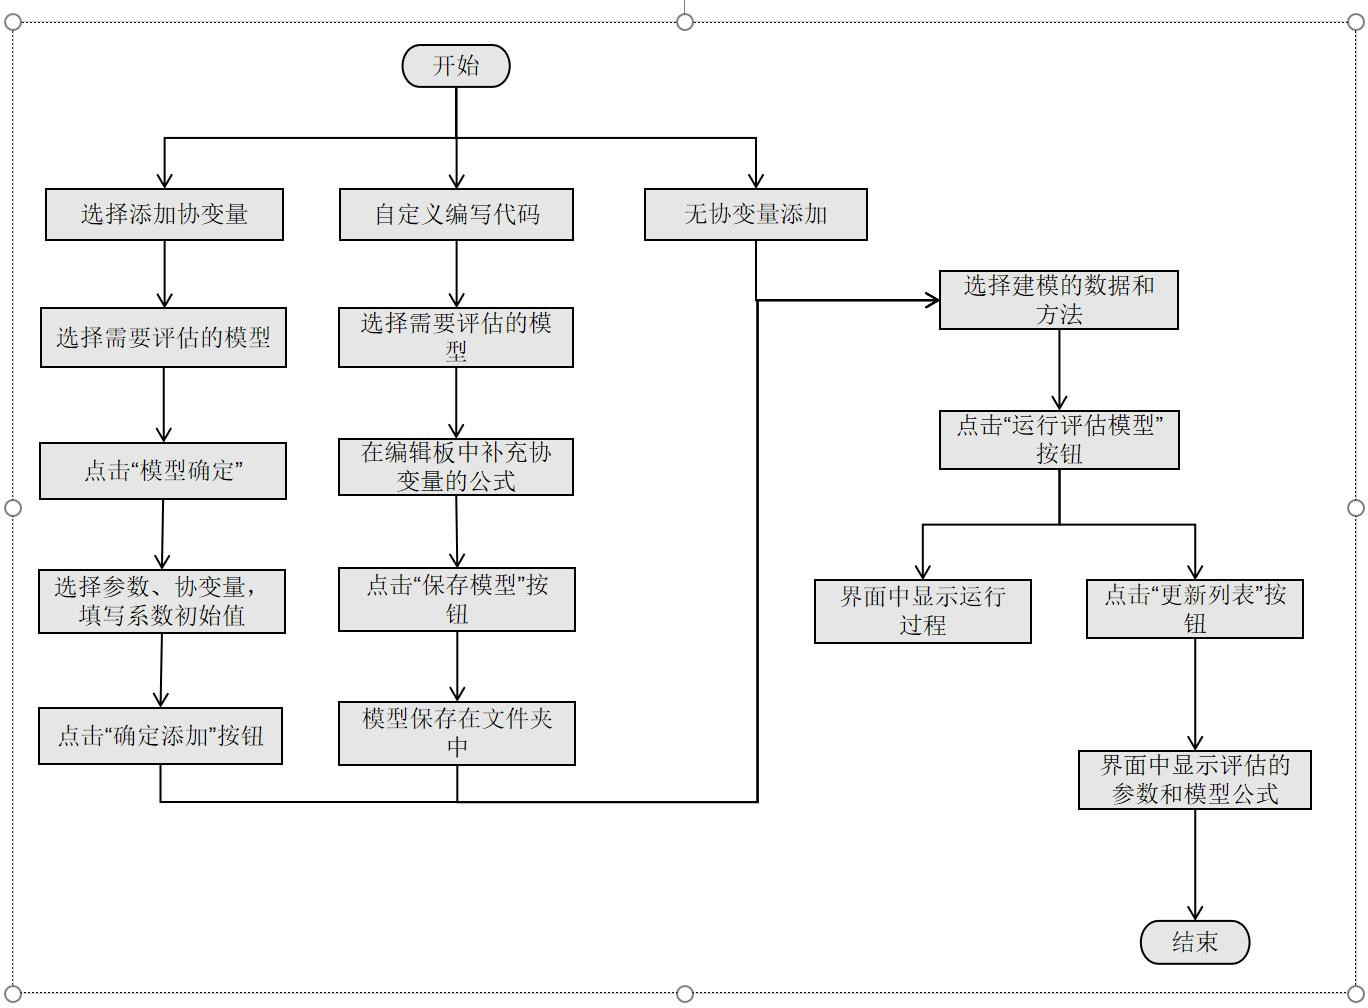 开始
选择添加协变量
选择需要评估的模型
点击“模型确定”
选择参数、协变量，
填写系数初始值
点击“确定添加”按钮
自定义编写代码
选择需要评估的模
型
在编辑板中补充协
变量的公式
点击“保存模型”按
钮
模型保存在文件夹
中
无协变量添加
选择建模的数据和
方法
点击“运行评估模型”
按钮
界面中显示运行
过程
点击“更新列表”按
钮
界面中显示评估的
参数和模型公式
结束